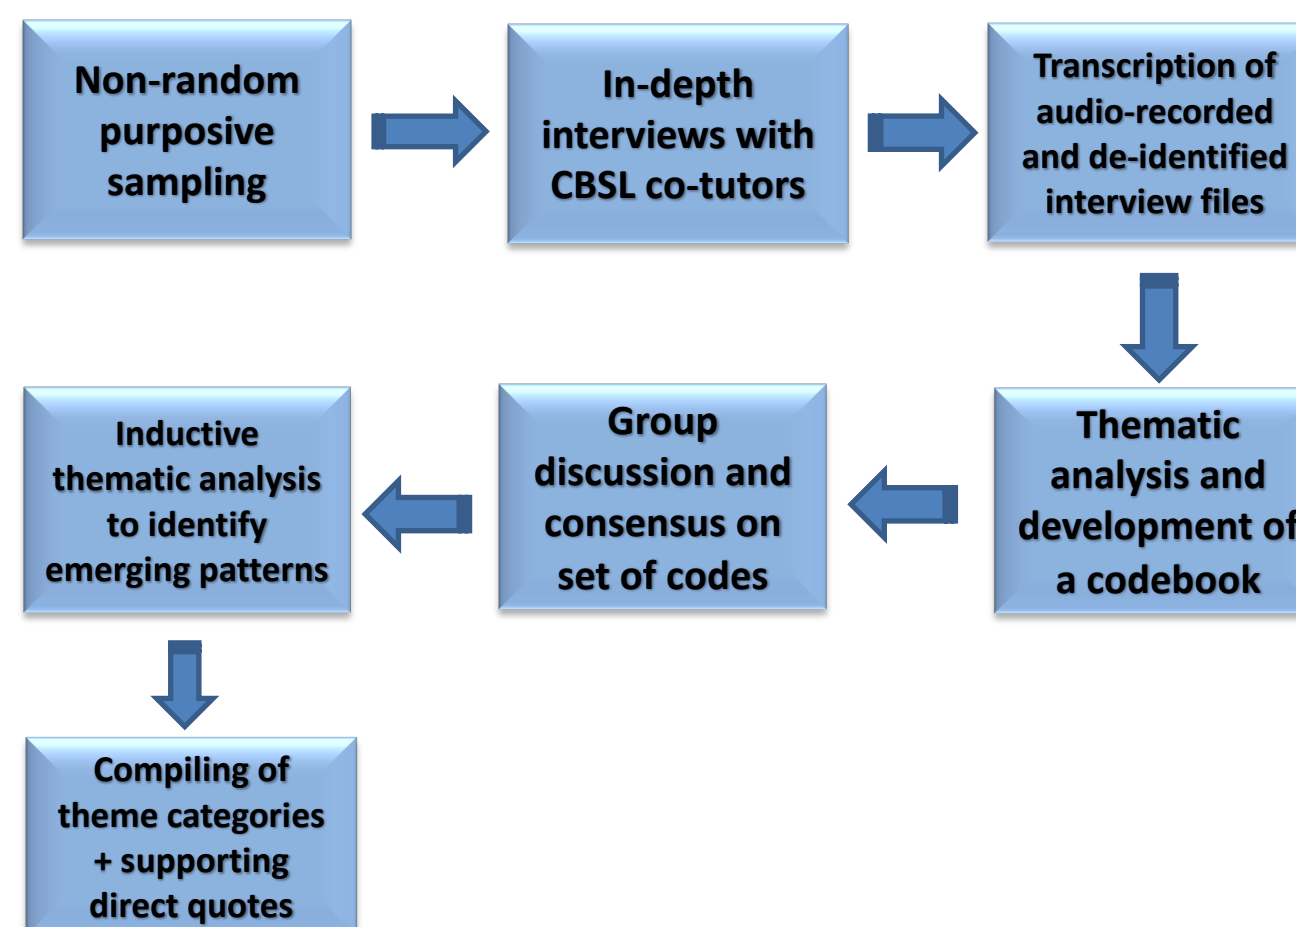 Non-random
purposive
sampling
In-depth
interviews with
CBSL co-tutors
Transcription of
audio-recorded
and de-identified
interview files
Thematic
analysis and
development of
a codebook
Group
discussion and
consensus on
set of codes
Inductive
thematic analysis
to identify
emerging patterns
Compiling of
theme categories
+ supporting
direct quotes